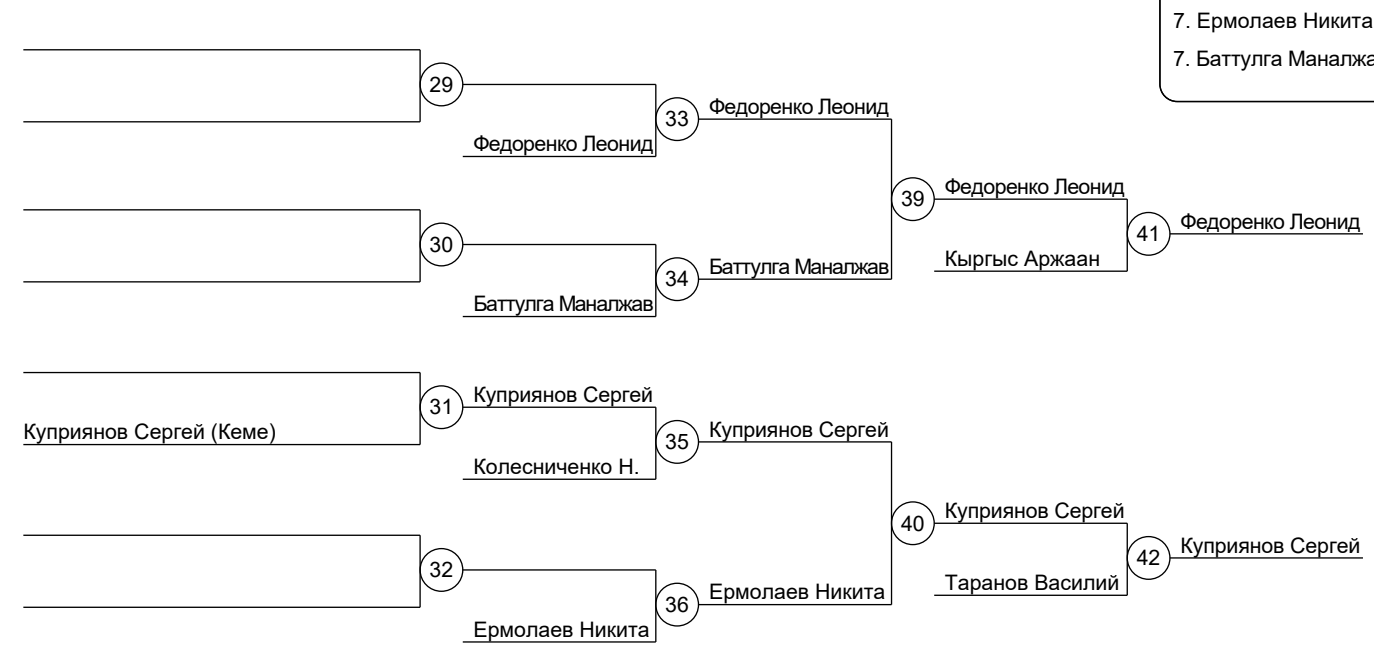 7. Ермолаев Никита
7. Баттулга
29
33
Федоренко Леонид
Федоренко Леонид
39
Федоренко Леонид
41
Федоренко Леонид
30
34
Баттулга Маналжав
Кыргыс Аржаан
Баттулга Маналжав
31
Куприянов Сергей
35
Куприянов Сергей
Куприянов Сергей (Кеме)
Колесниченко Н.
40
Куприянов Сергей
42
Куприянов Сергей
32
36
Ермолаев Никита
Таранов Василий
Ермолаев Никита